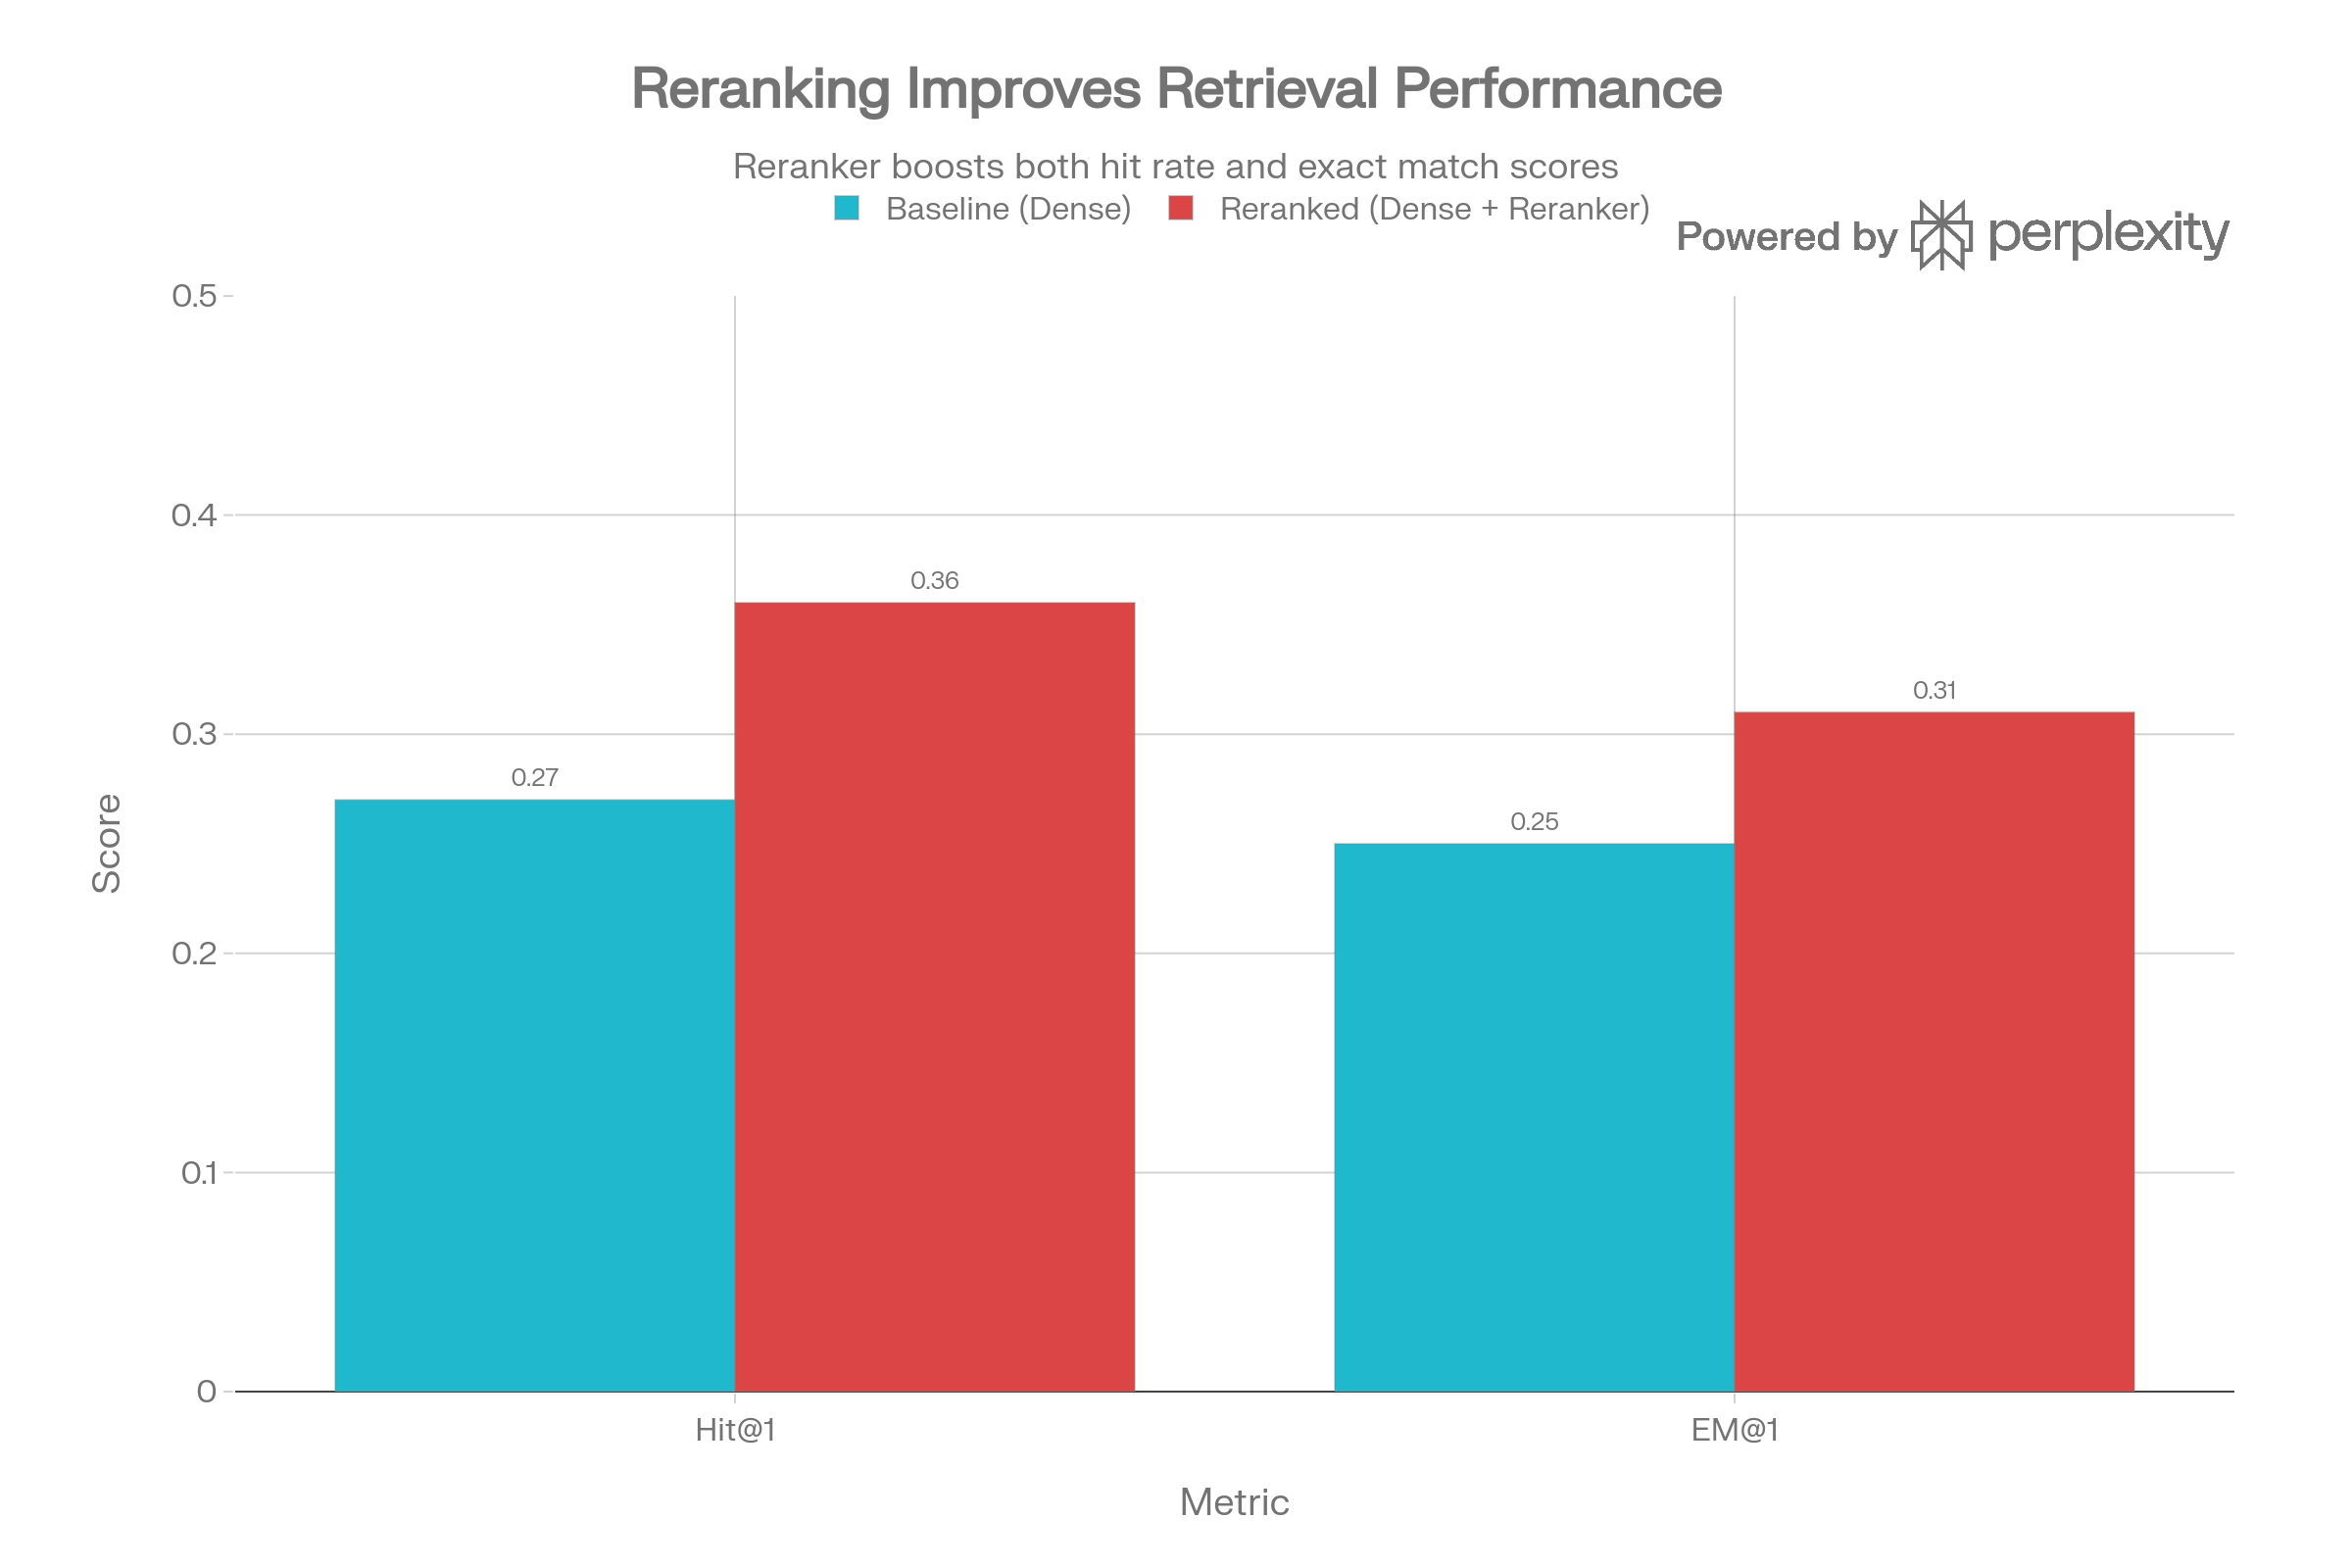 Reranking Improves Retrieval Performance
Reranker boosts both hit rate and exact match scores
Baseline (Dense) Reranked (Dense + Reranker)
Powered by perplexity
0.5
0.4
0.36
0.31
0.3
0.27
0.25
Score
0.2
0.1
0
Hit@1 EM@1
Metric